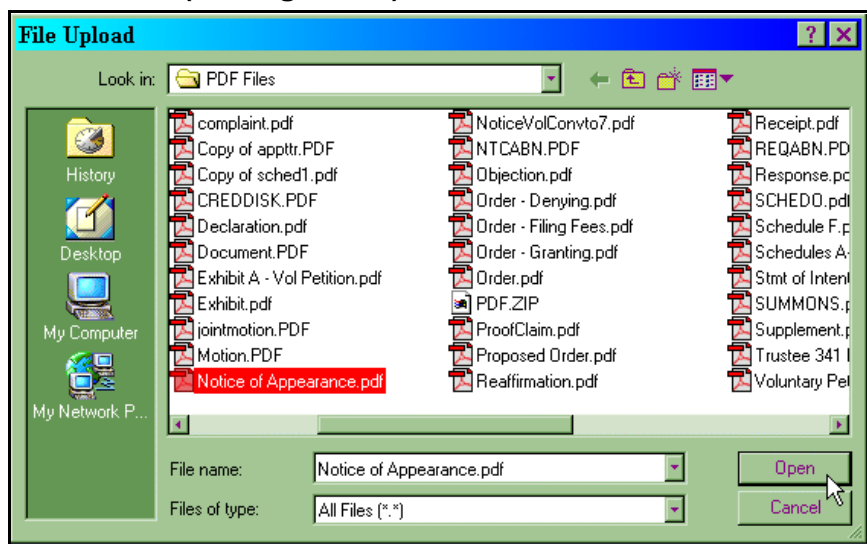 File Upload
Look in: PDF Files
History
Desktop
My Computer
My Network P...
complaint.pdf
Copy of appttr.PDF
Copy of sched1.pdf
CREDDISK.PDF
Declaration.pdf
Document.PDF
Exhibit A - Vol Petition.pdf
Exhibit.pdf
jointmotion.PDF
Motion.PDF
Notice of Appearance.pdf
NoticeVolConvto7.pdf
NTCABN.PDF
Objection.pdf
Order - Denying.pdf
Order - Filing Fees.pdf
Order - Granting.pdf
Order.pdf
PDF.ZIP
ProofClaim.pdf
Proposed Order.pdf
Reaffirmation.pdf
Receipt.pdf
REQABN.PD
Response.pd
SCHEDO.pd
Schedule F.p
Schedules A-
Stmt of Inten
SUMMONS.p
Supplement.p
Trustee 341
Voluntary Pe
File name: Notice of Appearance.pdf Open
Files of type: All Files (*.*) Cancel